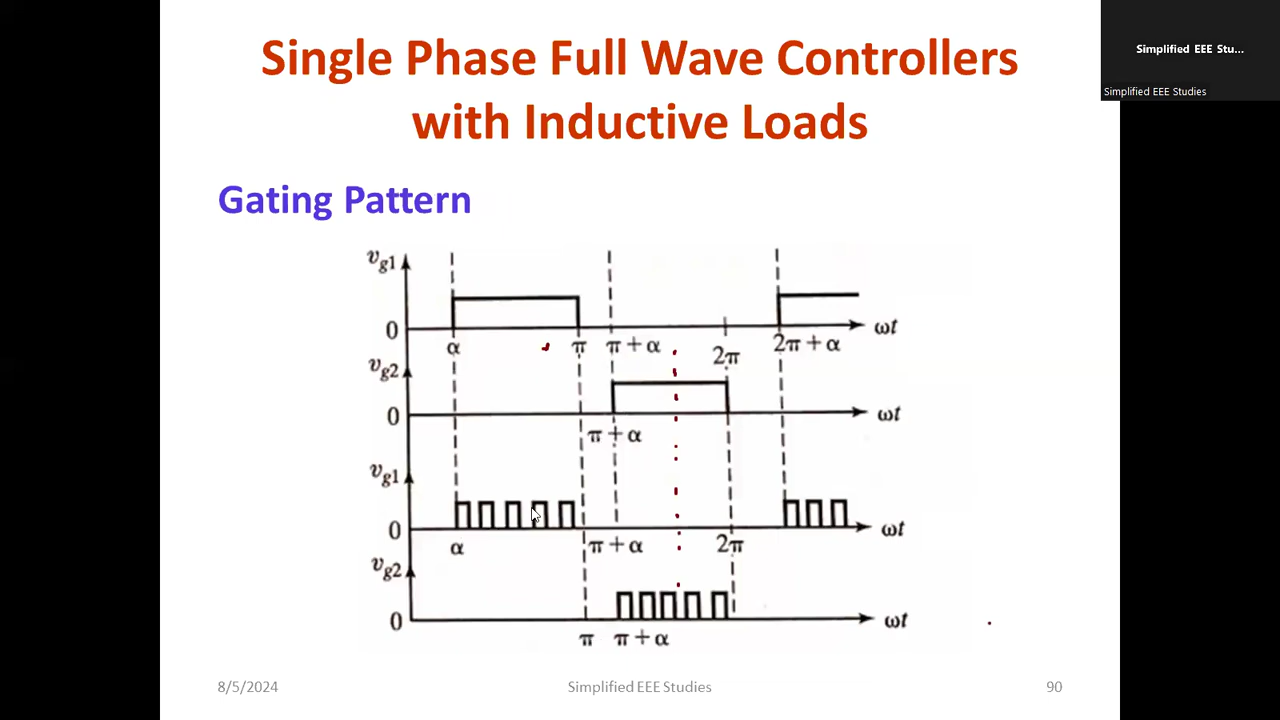 Single Phase Full Wave Controllers
with Inductive Loads
Simplified EEE Stu...
Simplified EEE Studies
Gating Pattern
vg1
0
α π π + α 2π 2π + α ωt
vg2
0
π + α ωt
vg1
0
α π + α 2π ωt
vg2
0
π π + α ωt
8/5/2024 Simplified EEE Studies 90